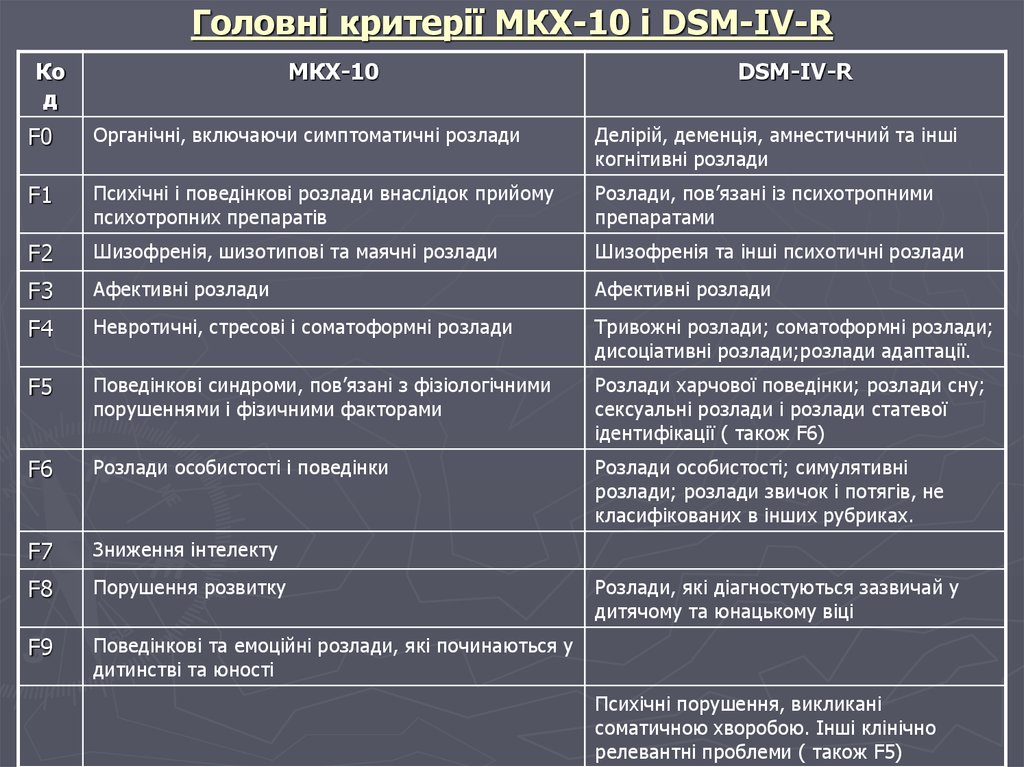 Головні критерії МКХ-10 і DSM-IV-R
Ко
д
МКХ-10
DSM-IV-R
F0
Органічні, включаючи симптоматичні розлади
Делірій, деменція, амнестичний та інші
когнітивні розлади
F1
Психічні і поведінкові розлади внаслідок прийому
психотропних препаратів
Розлади, пов’язані із психотропними
препаратами
F2
Шизофренія, шизотипові та маячні розлади
Шизофренія та інші психотичні розлади
F3
Афективні розлади
Афективні розлади
F4
Невротичні, стресові і соматоформні розлади
Тривожні розлади; соматоформні розлади;
дисоціативні розлади;розлади адаптації.
F5
Поведінкові синдроми, пов’язані з фізіологічними
порушеннями і фізичними факторами
Розлади харчової поведінки; розлади сну;
сексуальні розлади і розлади статевої
ідентифікації ( також F6)
F6
Розлади особистості і поведінки
Розлади особистості; симулятивні
розлади; розлади звичок і потягів, не
класифікованих в інших рубриках.
F7
Зниження інтелекту
F8
Порушення розвитку
Розлади, які діагностуються зазвичай у
дитячому та юнацькому віці
F9
Поведінкові та емоційні розлади, які починаються у
дитинстві та юності
Психічні порушення, викликані
соматичною хворобою. Інші клінічно
релевантні проблеми ( також F5)